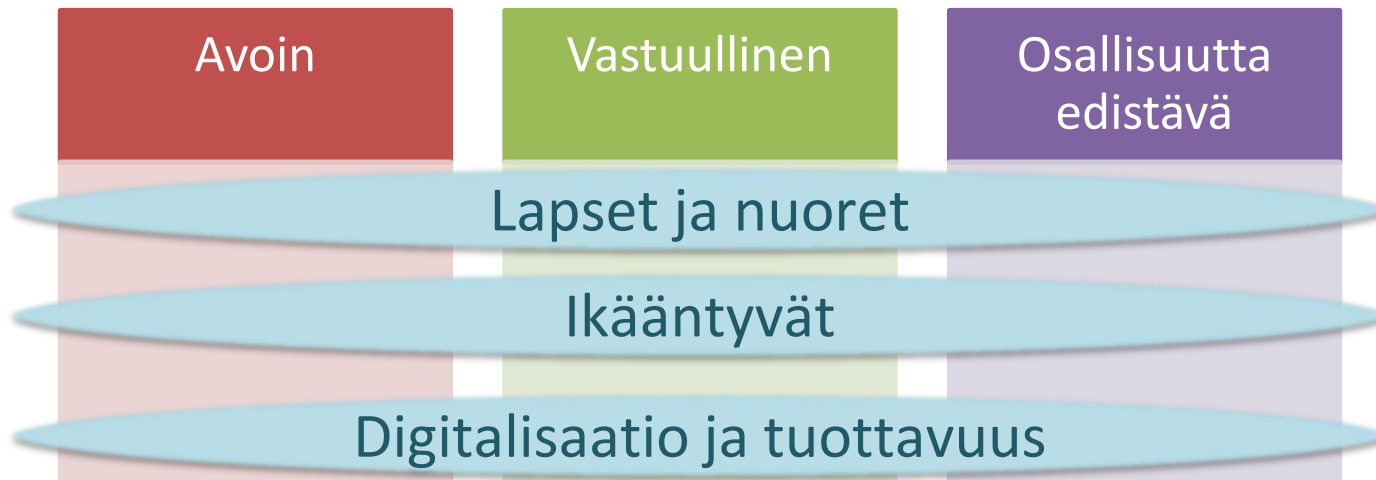 Avoin
Vastuullinen
Osallisuutta
edistävä
Lapset ja nuoret
Ikääntyvät
Digitalisaatio ja tuottavuus